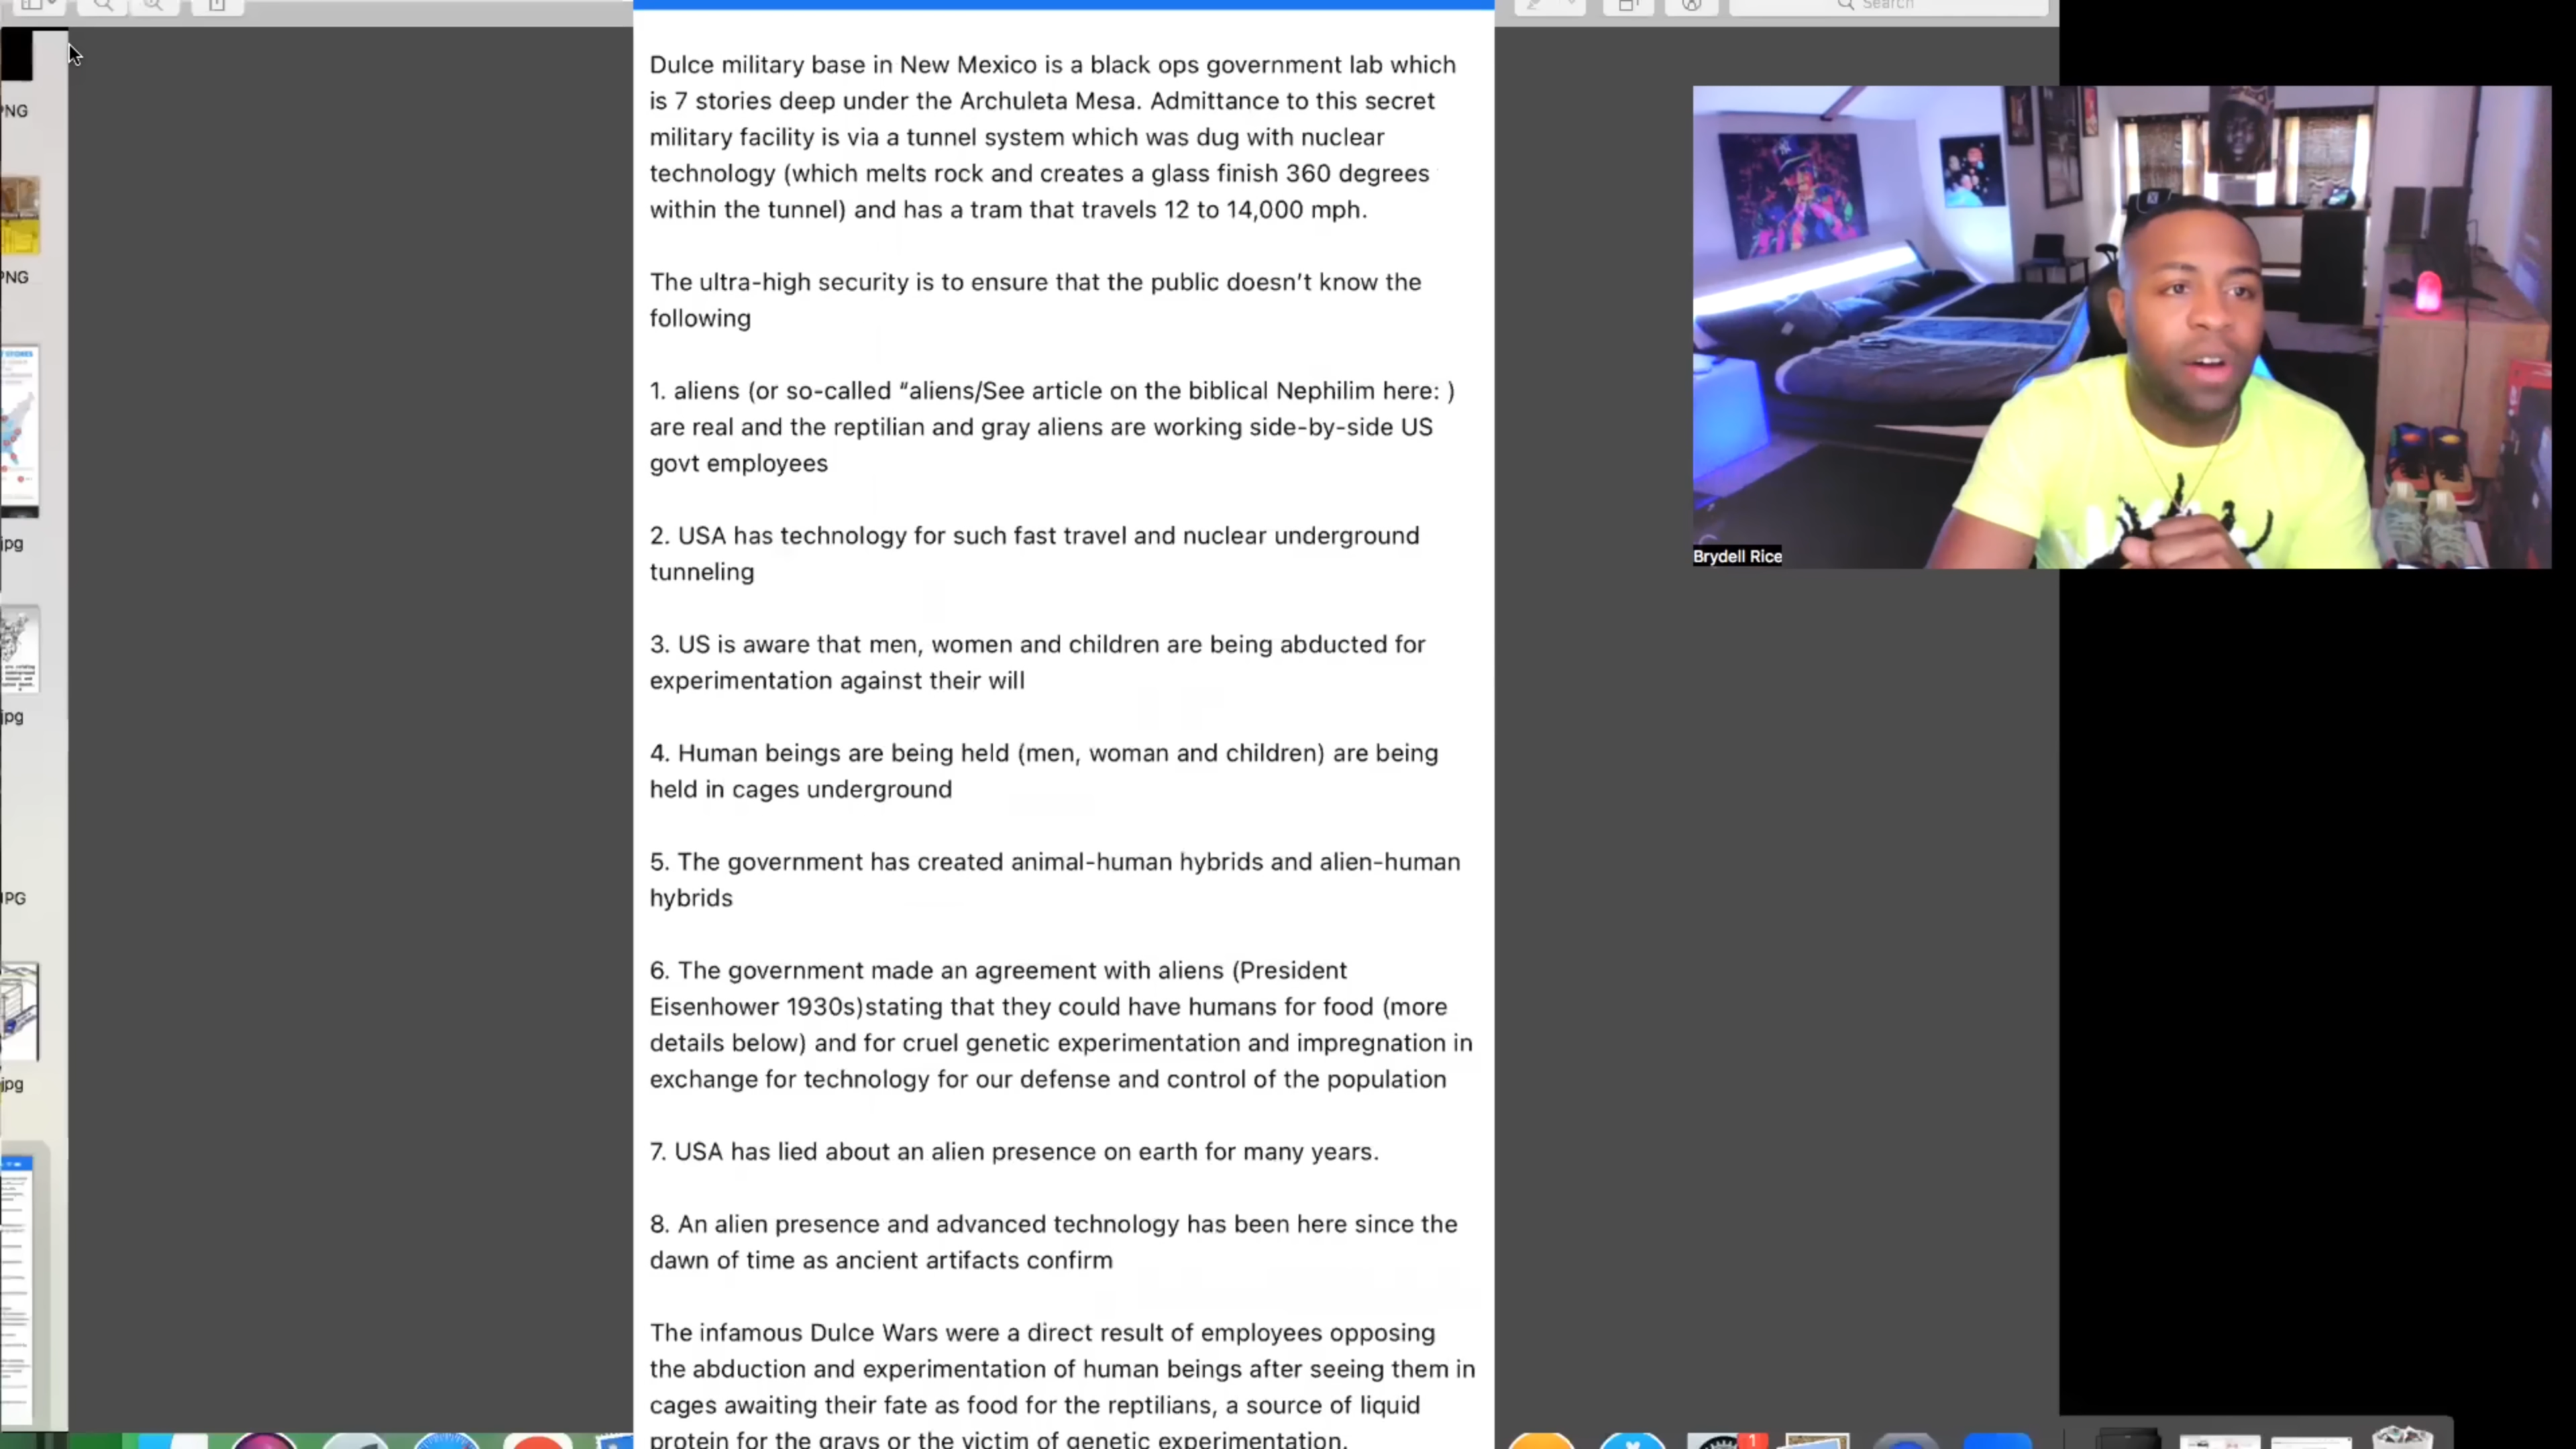 Search
PNG
PNG
jpg
jpg
PG
jpg
Dulce military base in New Mexico is a black ops government lab which
is 7 stories deep under the Archuleta Mesa. Admittance to this secret
military facility is via a tunnel system which was dug with nuclear
technology (which melts rock and creates a glass finish 360 degrees
within the tunnel) and has a tram that travels 12 to 14,000 mph.
The ultra-high security is to ensure that the public doesn’t know the
following
1. aliens (or so-called “aliens/See article on the biblical Nephilim here: )
are real and the reptilian and gray aliens are working side-by-side US
govt employees
2. USA has technology for such fast travel and nuclear underground
tunneling
3. US is aware that men, women and children are being abducted for
experimentation against their will
4. Human beings are being held (men, woman and children) are being
held in cages underground
5. The government has created animal-human hybrids and alien-human
hybrids
6. The government made an agreement with aliens (President
Eisenhower 1930s)stating that they could have humans for food (more
details below) and for cruel genetic experimentation and impregnation in
exchange for technology for our defense and control of the population
7. USA has lied about an alien presence on earth for many years.
8. An alien presence and advanced technology has been here since the
dawn of time as ancient artifacts confirm
The infamous Dulce Wars were a direct result of employees opposing
the abduction and experimentation of human beings after seeing them in
cages awaiting their fate as food for the reptilians, a source of liquid
protein for the grays or the victim of genetic experimentation.
Brydell Rice
1